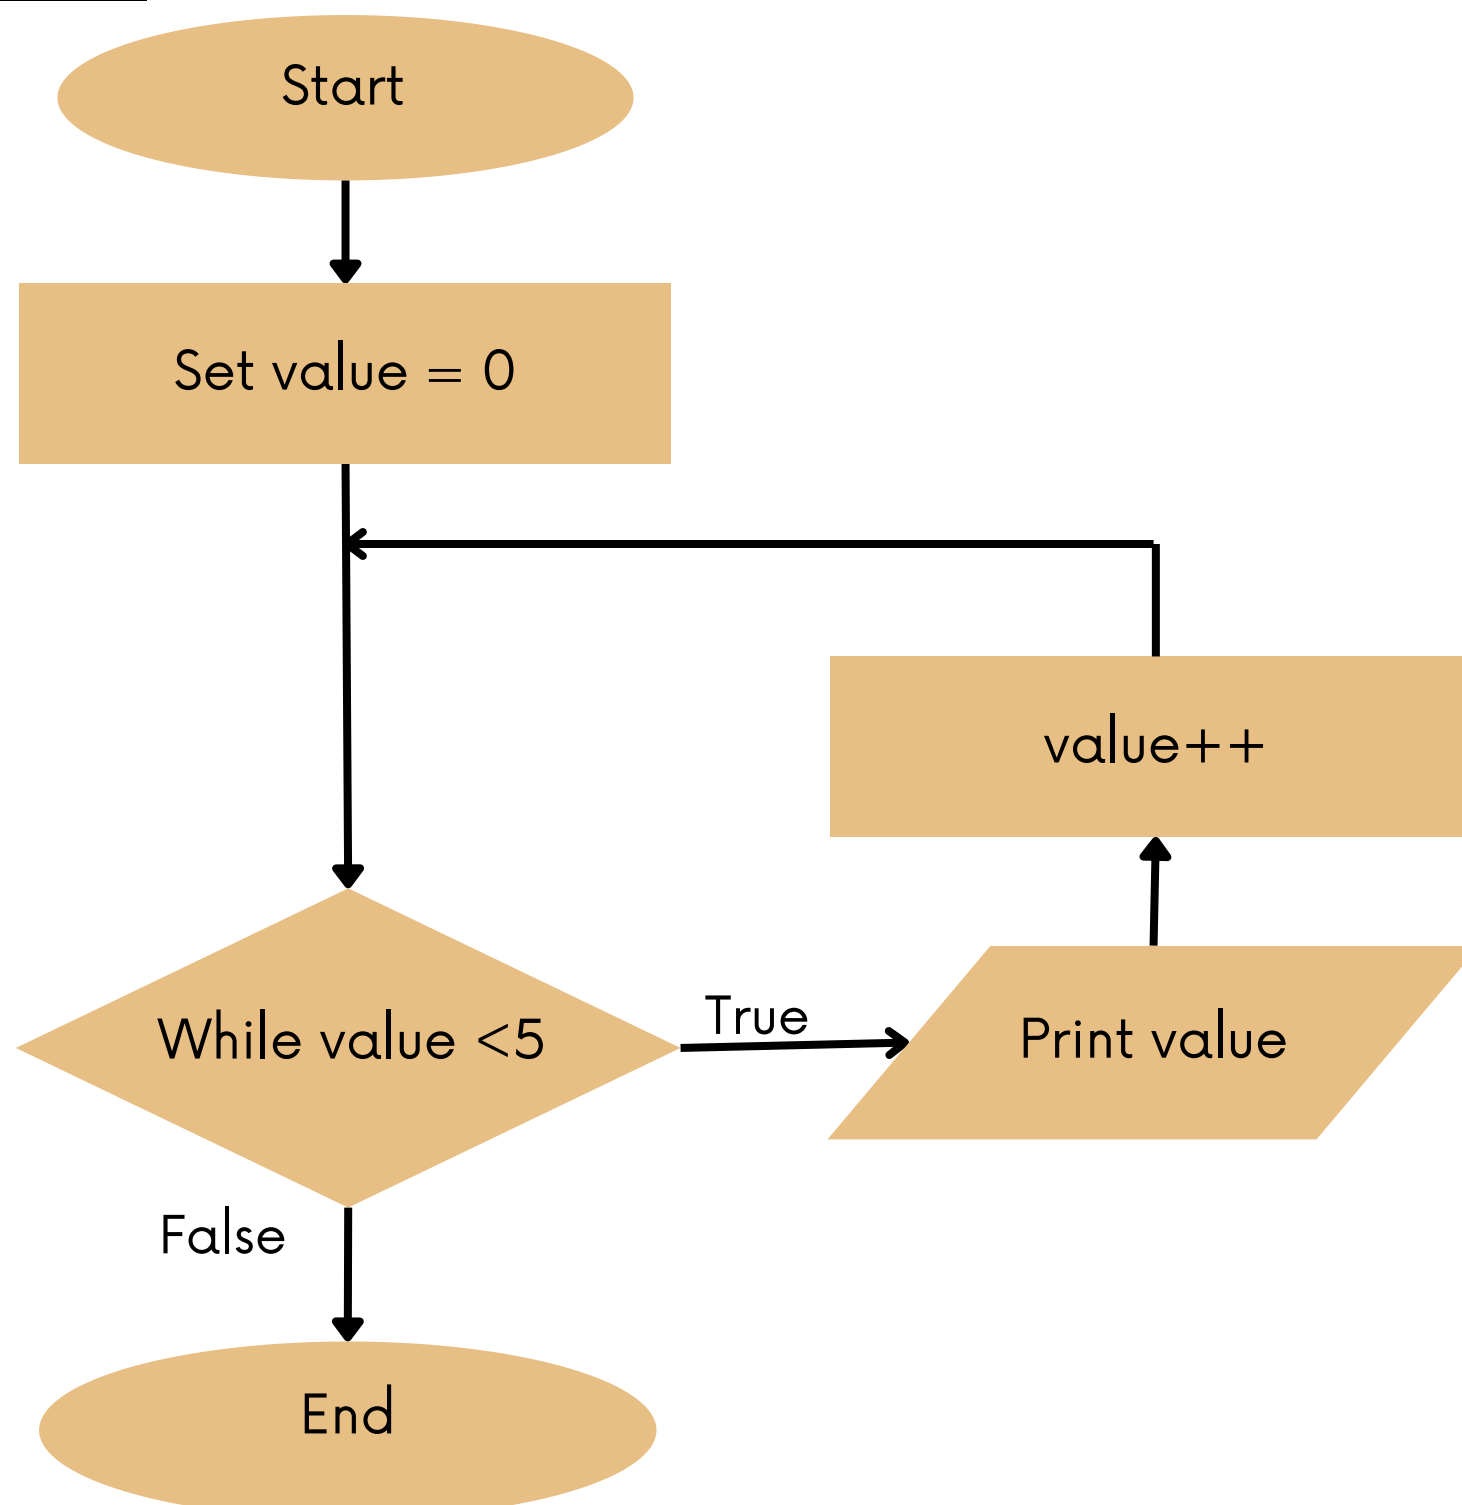 Start
Set value = 0
value++
While value <5
True
Print value
False
End